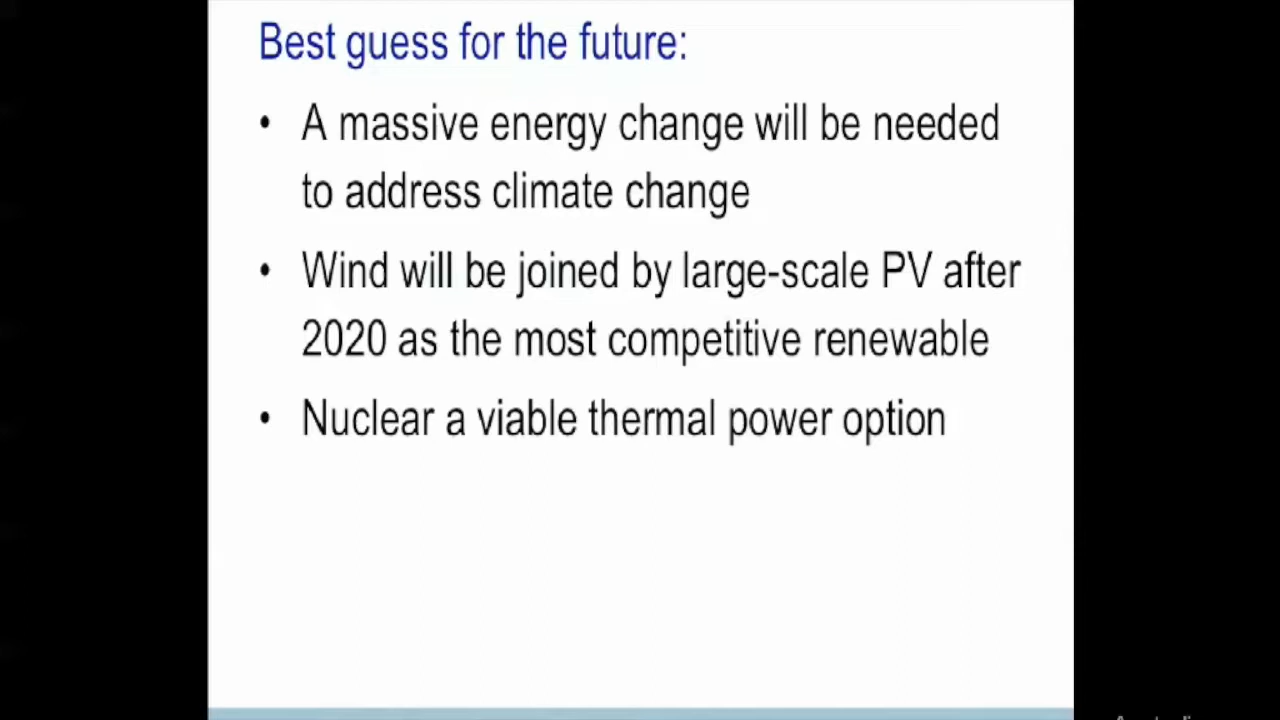 Best guess for the future:
• A massive energy change will be needed
to address climate change
• Wind will be joined by large-scale PV after
2020 as the most competitive renewable
• Nuclear a viable thermal power option